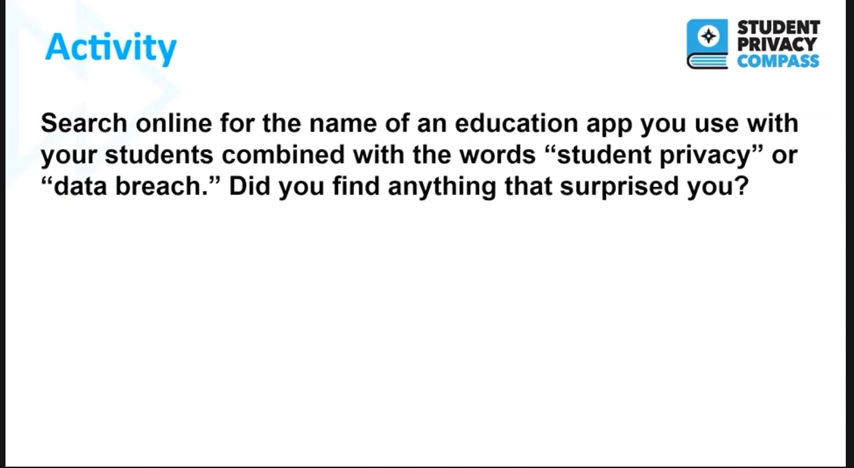 Activity
STUDENT
PRIVACY
COMPASS
Search online for the name of an education app you use with
your students combined with the words “student privacy” or
“data breach.” Did you find anything that surprised you?